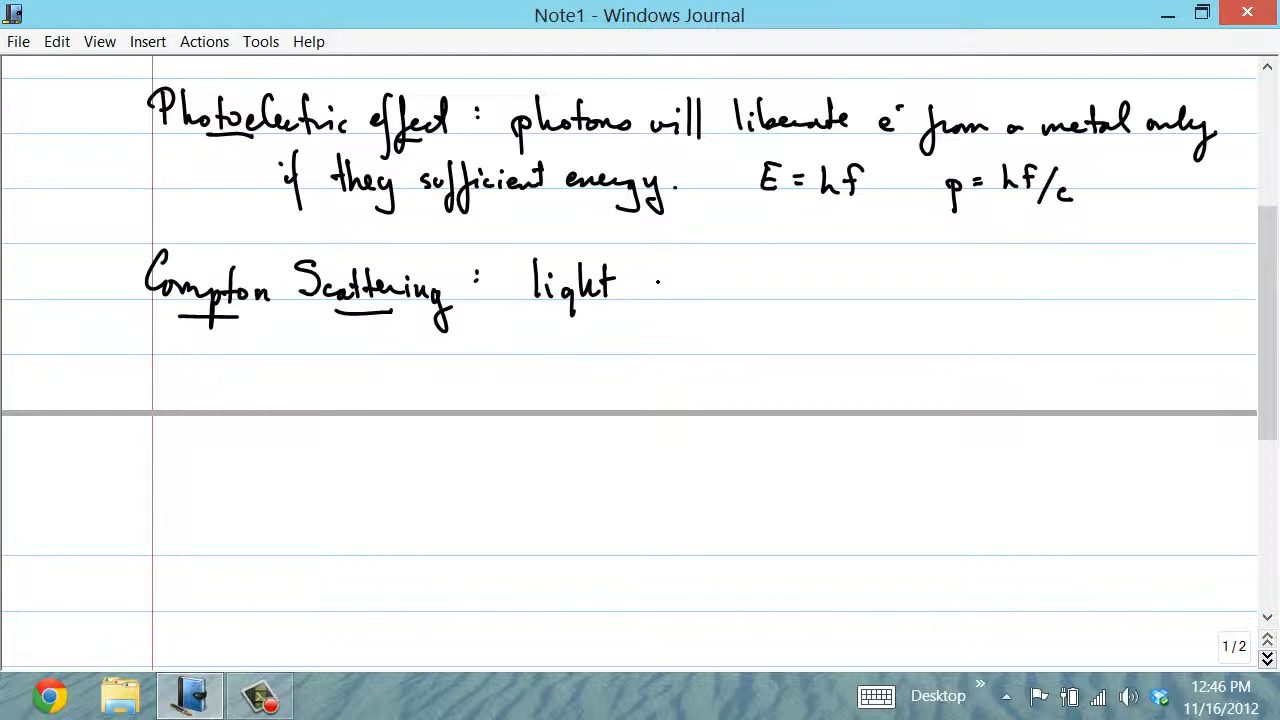 Note1 - Windows Journal
File Edit View Insert Actions Tools Help
Photoelectric effect : photons will liberate e⁻ from a metal only
if they sufficient energy. E = hf p = hf/c
Compton Scattering : light
1 / 2
Desktop »
12:46 PM
11/16/2012